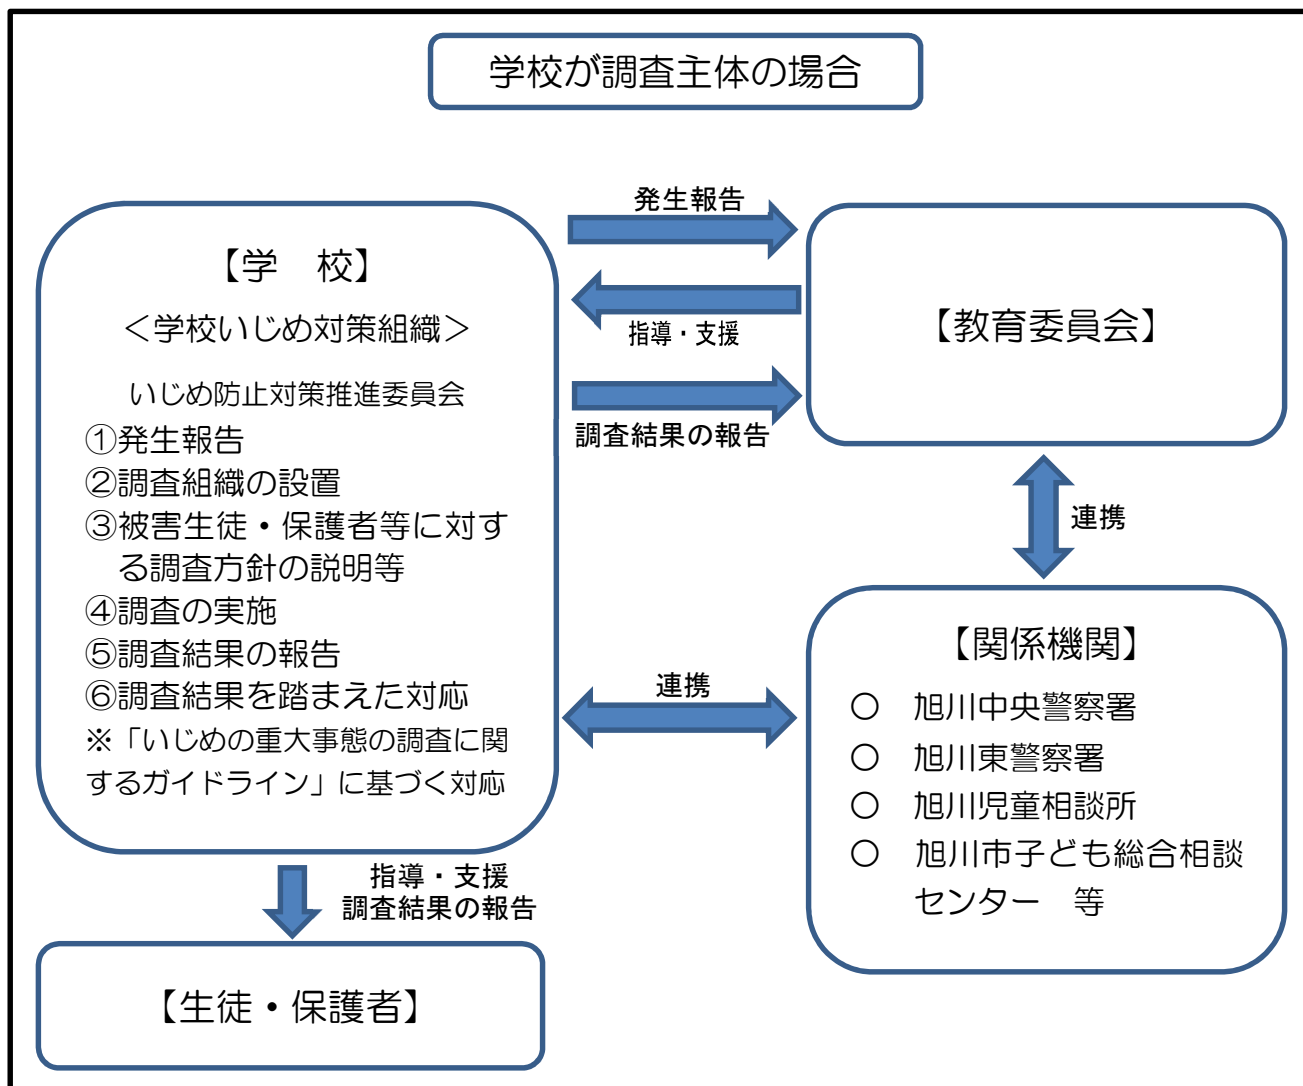 学校が調査主体の場合
【学　校】
＜学校いじめ対策組織＞
いじめ防止対策推進委員会
①発生報告
②調査組織の設置
③被害生徒・保護者等に対す
る調査方針の説明等
④調査の実施
⑤調査結果の報告
⑥調査結果を踏まえた対応
※「いじめの重大事態の調査に関
するガイドライン」に基づく対応
発生報告
指導・支援
調査結果の報告
【教育委員会】
連携
連携
【関係機関】
○　旭川中央警察署
○　旭川東警察署
○　旭川児童相談所
○　旭川市子ども総合相談
センター　等
指導・支援
調査結果の報告
【生徒・保護者】